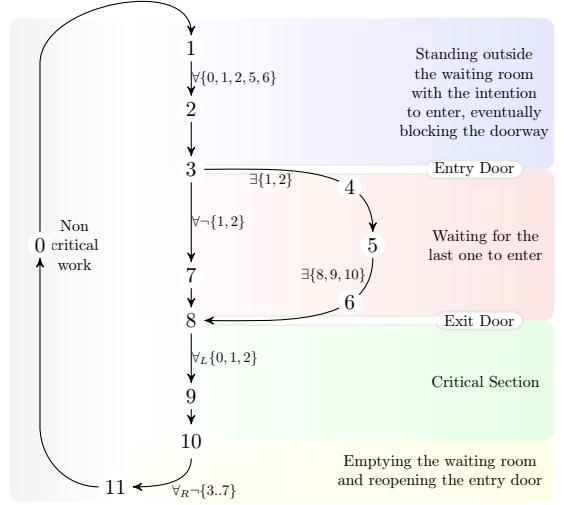 1
Standing outside
the waiting room
with the intention
to enter, eventually
blocking the doorway
∀{0, 1, 2, 5, 6}
2
3
Entry Door
∃{1, 2}
4
∀¬{1, 2}
Non
critical
work
0
5
Waiting for the
last one to enter
7
∃{8, 9, 10}
6
8
Exit Door
∀L{0, 1, 2}
9
Critical Section
10
Emptying the waiting room
and reopening the entry door
11
∀R¬{3..7}